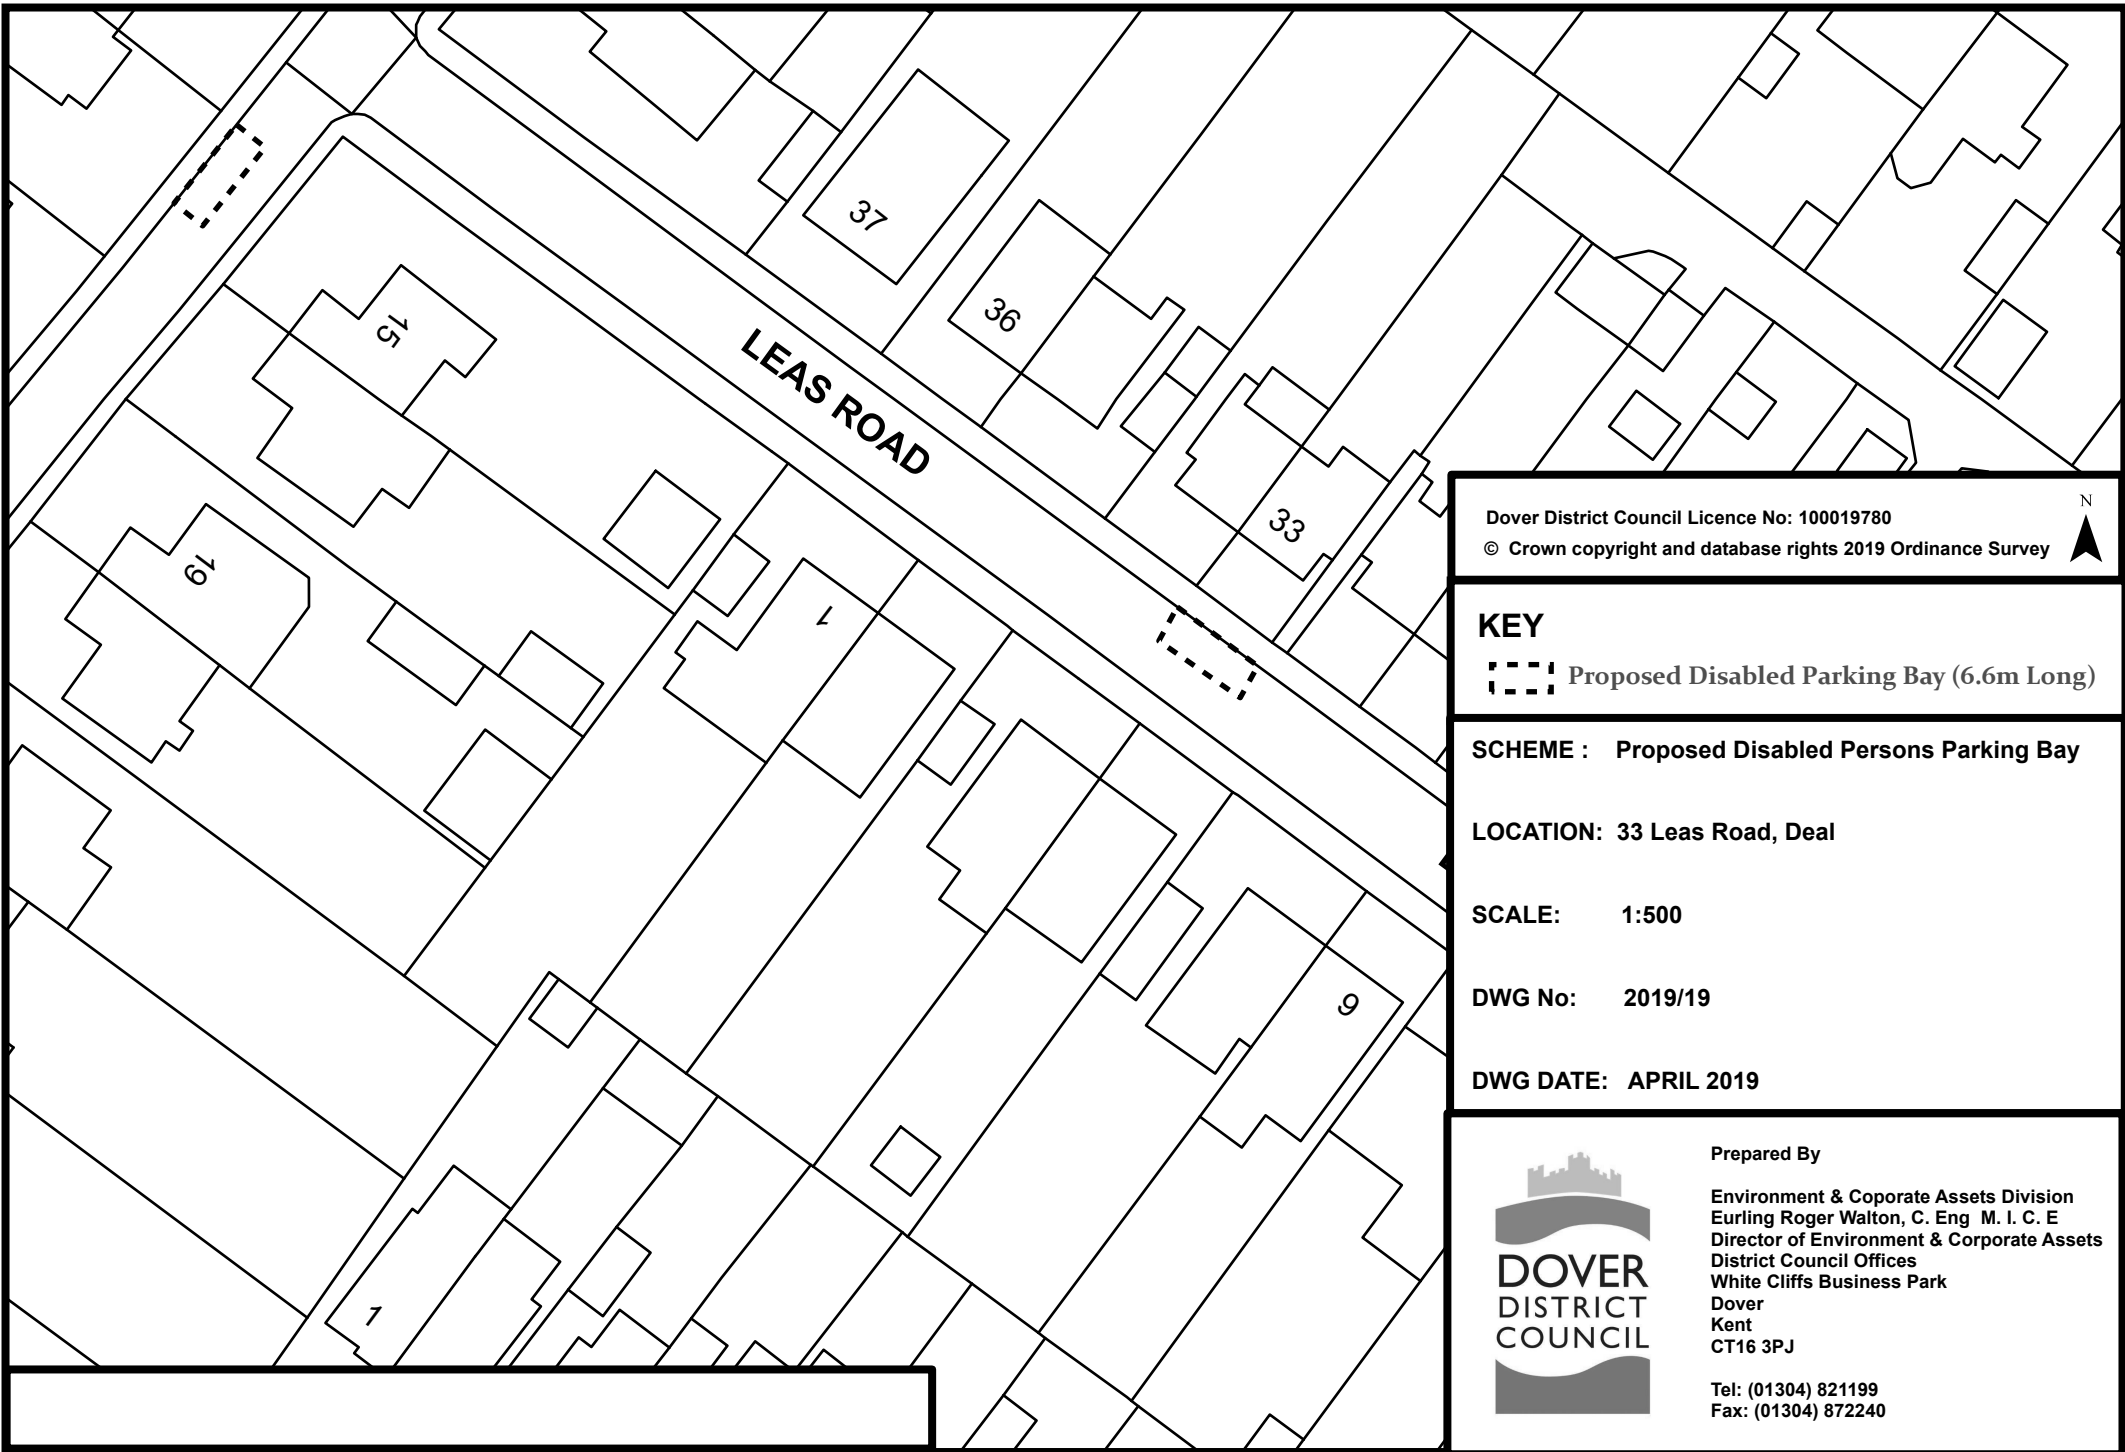 37
36
15
LEAS ROAD
33
19
1
9
1
Dover District Council Licence No: 100019780
© Crown copyright and database rights 2019 Ordinance Survey
N
KEY
Proposed Disabled Parking Bay (6.6m Long)
SCHEME : Proposed Disabled Persons Parking Bay
LOCATION: 33 Leas Road, Deal
SCALE: 1:500
DWG No: 2019/19
DWG DATE: APRIL 2019
DOVER
DISTRICT
COUNCIL
Prepared By
Environment & Coporate Assets Division
Eurling Roger Walton, C. Eng M. I. C. E
Director of Environment & Corporate Assets
District Council Offices
White Cliffs Business Park
Dover
Kent
CT16 3PJ
Tel: (01304) 821199
Fax: (01304) 872240